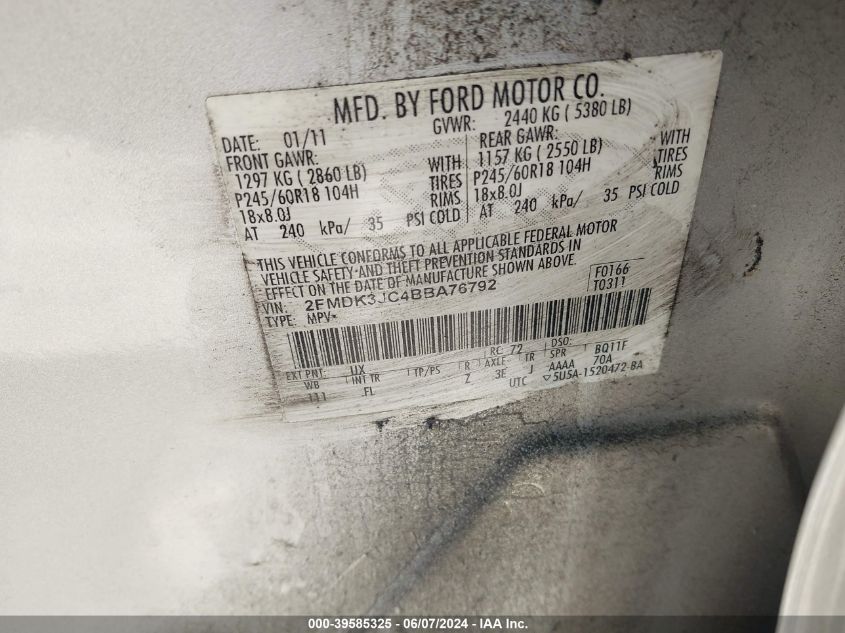 MFD. BY FORD MOTOR CO.
DATE: 01/11 GVWR: 2440 KG ( 5380 LB)
FRONT GAWR: REAR GAWR:
1297 KG ( 2860 LB) WITH 1157 KG ( 2550 LB) WITH
P245/60R18 104H TIRES P245/60R18 104H TIRES
18x8.0J RIMS 18x8.0J RIMS
AT 240 kPa/ 35 PSI COLD AT 240 kPa/ 35 PSI COLD
THIS VEHICLE CONFORMS TO ALL APPLICABLE FEDERAL MOTOR
VEHICLE SAFETY AND THEFT PREVENTION STANDARDS IN
EFFECT ON THE DATE OF MANUFACTURE SHOWN ABOVE.
VIN: 2FMDK3JC4BBA76792 F0166
TYPE: MPV T0311
EXT PNT: UX RC: 72 DSO:
WB INT TR TP/PS R AXLE TR SPR BQ11F
111 FL Z 3E J AAAA 70A
UTC ▽5U5A-1520472-BA
000-39585325 - 06/07/2024 - IAA Inc.